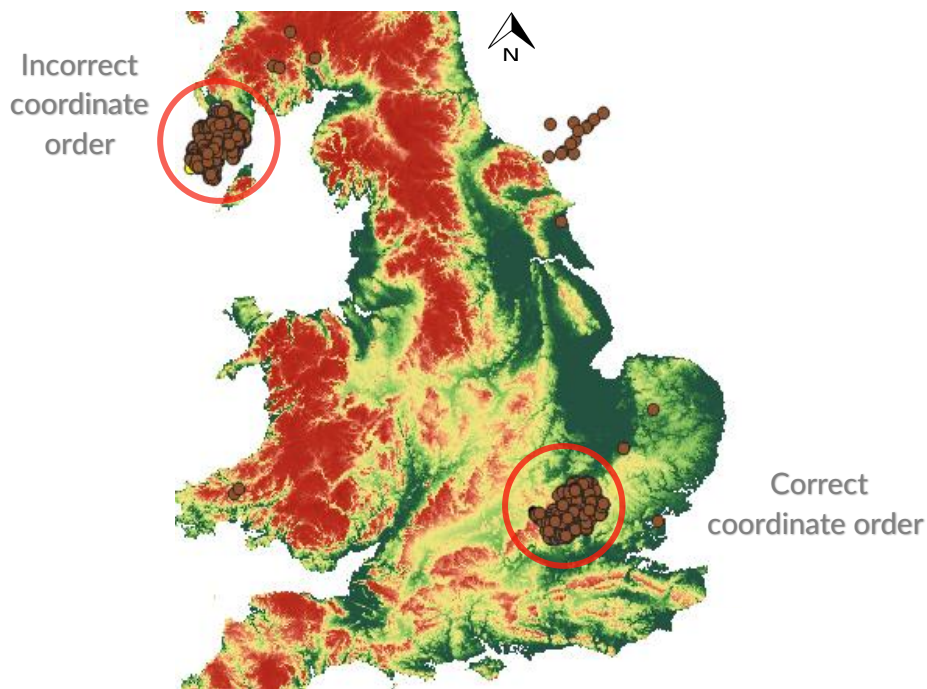 Incorrect
coordinate
order
N
Correct
coordinate order